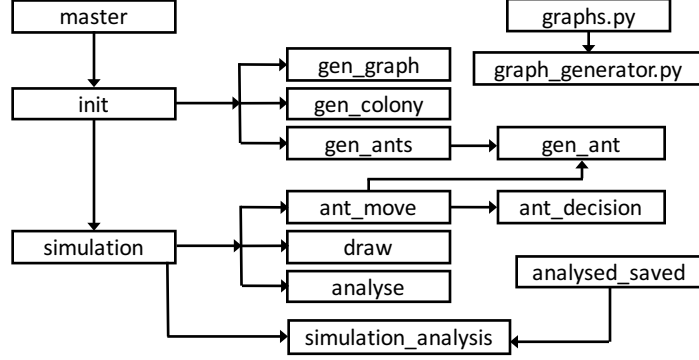 master
graphs.py
gen_graph
graph_generator.py
init
gen_colony
gen_ants
gen_ant
ant_move
ant_decision
simulation
draw
analysed_saved
analyse
simulation_analysis